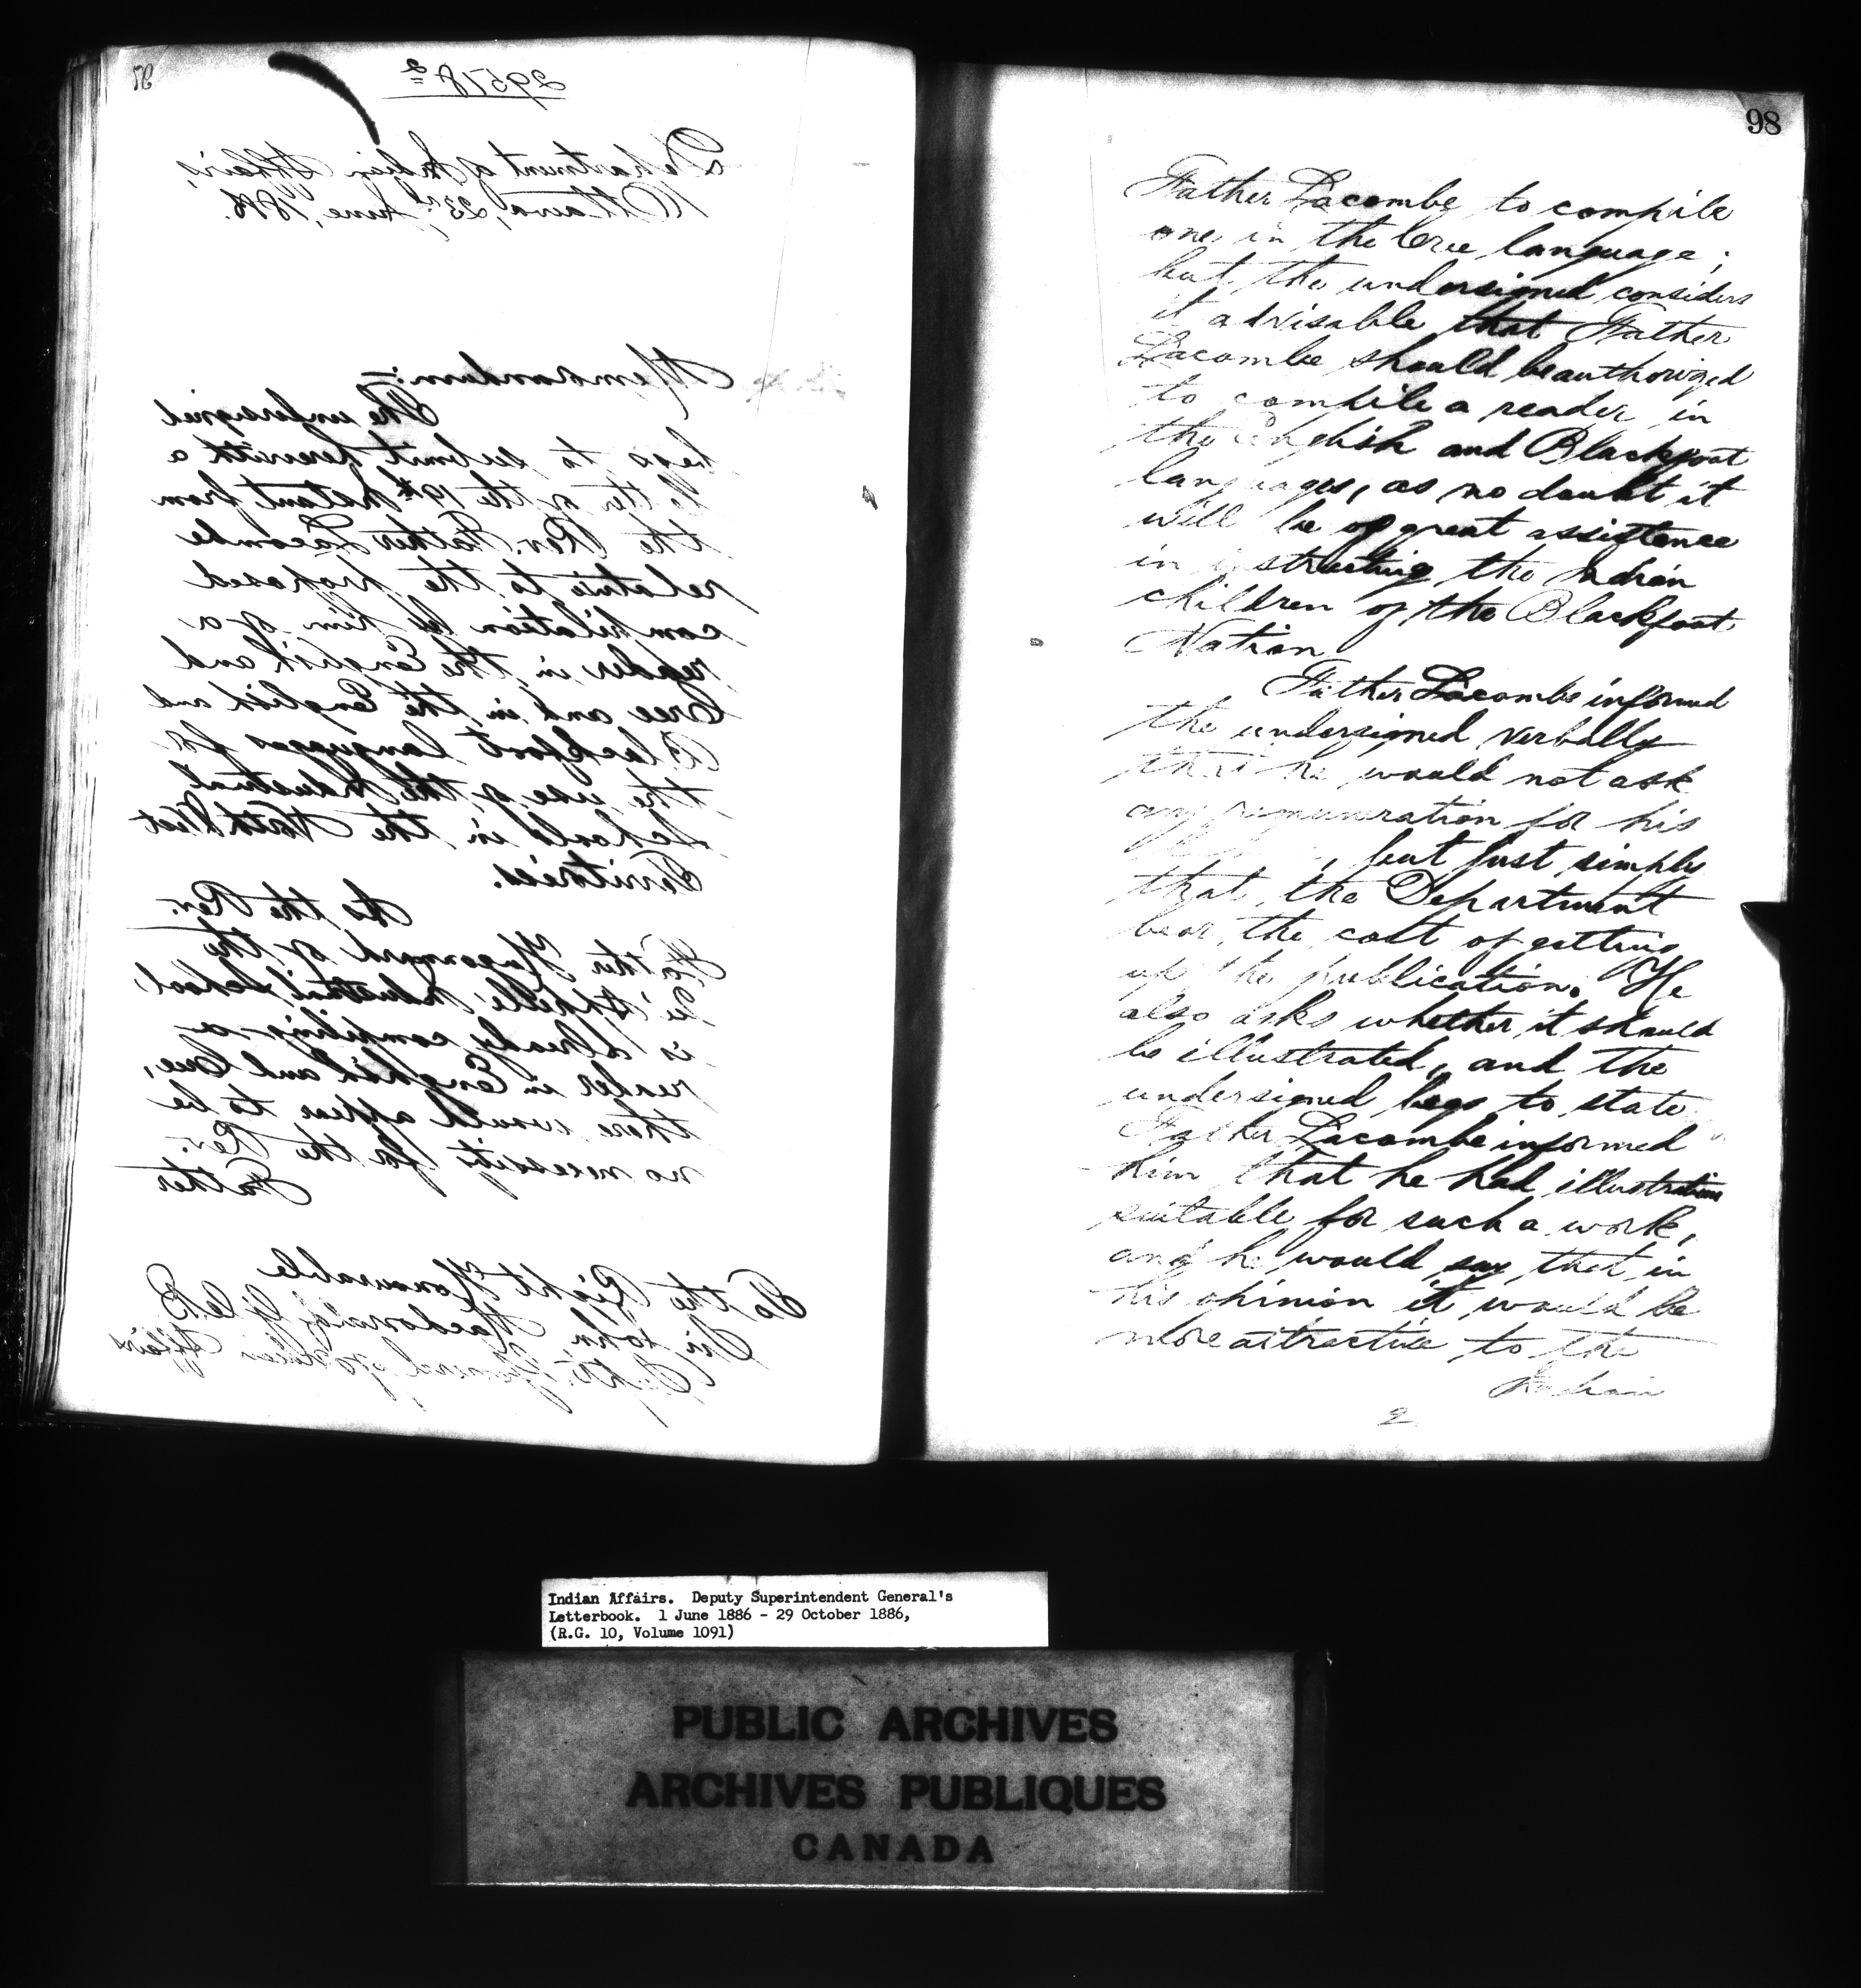 97
29578 2
Department of Indian Affairs,
Ottawa, 23rd June, 1886.
Memorandum:-
The undersigned
begs to submit herewith a
letter of the 19th instant from
the Rev. Father Lacombe
relative to the proposed
compilation by him of a
reader in the English and
Cree and in the English and
Blackfoot languages for
the use of the Industrial
Schools in the North West
Territories.
As the Rev.
Father Hugonnard of the
Qu'Appelle Industrial School,
is already compiling a
reader in English and Cree,
there would appear to be
no necessity for the Rev.
Father
To the Right Honourable
Sir John Macdonald, G.C.B.
Supt. General of Indian Affairs
98
Father Lacombe to compile
one in the Cree language;
but the undersigned considers
it advisable that Father
Lacombe should be authorized
to compile a reader in
the English and Blackfoot
languages, as no doubt it
will be of great assistence
in instructing the Indian
children of the Blackfoot
Nation.
Father Lacombe informed
the undersigned verbally
that he would not ask
any remuneration for his
, but just simply
that the Department
bear the cost of getting
up the publication. He
also asks whether it should
be illustrated, and the
undersigned begs to state
Father Lacombe informed
him that he had illustrations
suitable for such a work,
and he would say that in
his opinion it would be
more attractive to the
Indian
2
Indian Affairs. Deputy Superintendent General's
Letterbook. 1 June 1886 - 29 October 1886,
(R.G. 10, Volume 1091)
PUBLIC ARCHIVES
ARCHIVES PUBLIQUES
CANADA